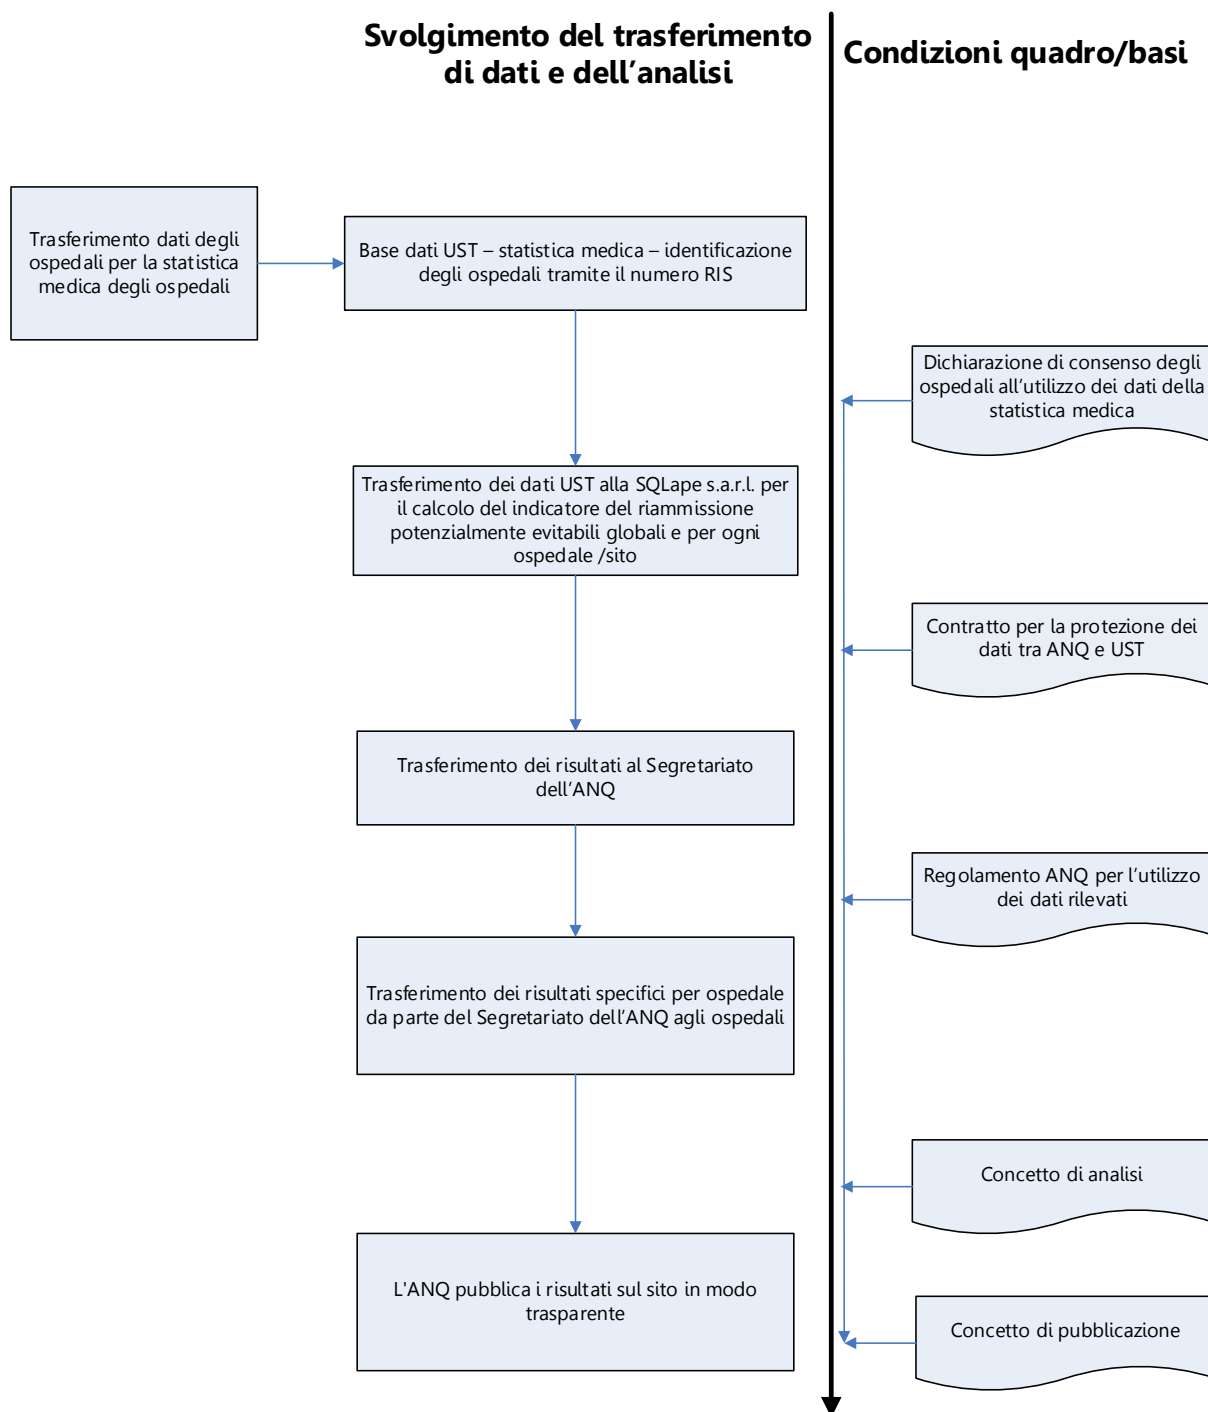 Svolgimento del trasferimento
di dati e dell'analisi
Condizioni quadro/basi
Trasferimento dati degli
ospedali per la statistica
medica degli ospedali
Base dati UST – statistica medica – identificazione
degli ospedali tramite il numero RIS
Dichiarazione di consenso degli
ospedali all'utilizzo dei dati della
statistica medica
Trasferimento dei dati UST alla SQLape s.a.r.l. per
il calcolo del indicatore del riammissione
potenzialmente evitabili globali e per ogni
ospedale /sito
Contratto per la protezione dei
dati tra ANQ e UST
Trasferimento dei risultati al Segretariato
dell'ANQ
Regolamento ANQ per l'utilizzo
dei dati rilevati
Trasferimento dei risultati specifici per ospedale
da parte del Segretariato dell'ANQ agli ospedali
Concetto di analisi
L'ANQ pubblica i risultati sul sito in modo
trasparente
Concetto di pubblicazione